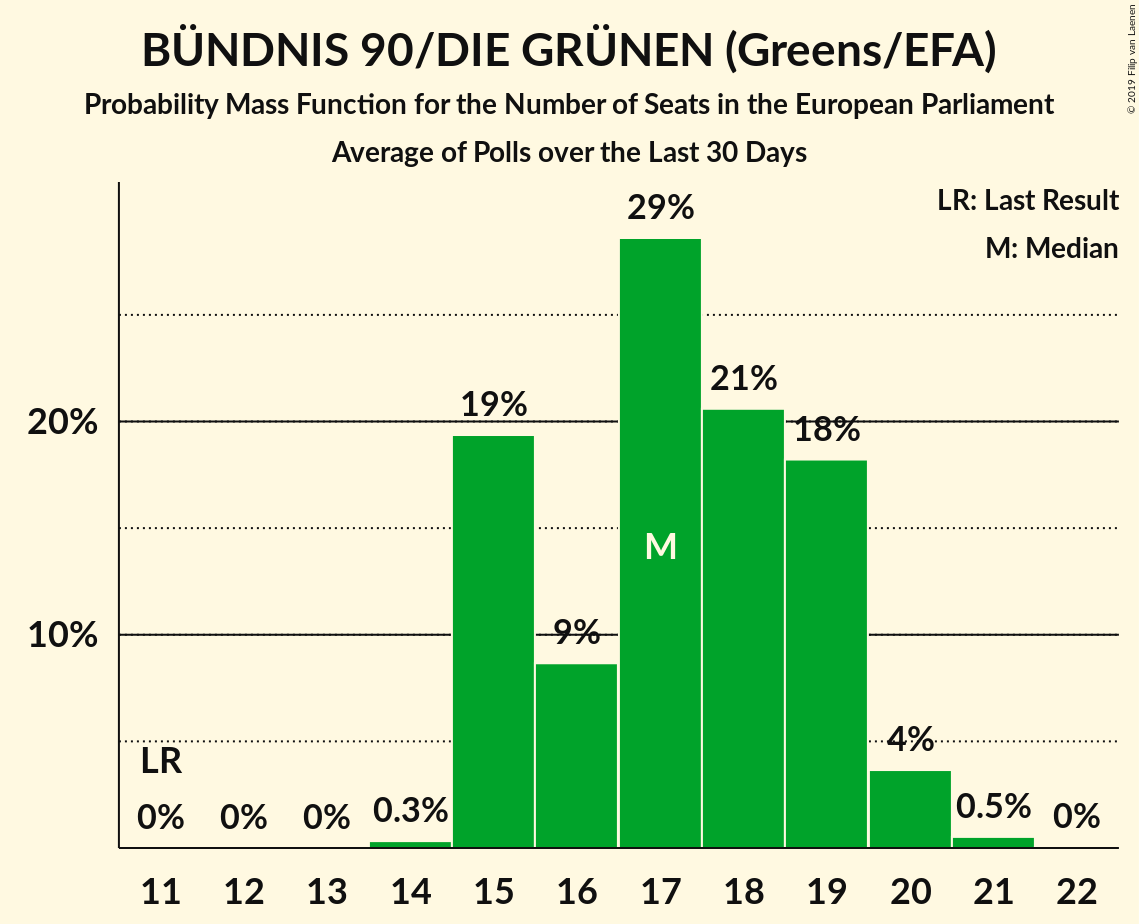 BÜNDNIS 90/DIE GRÜNEN (Greens/EFA)
Probability Mass Function for the Number of Seats in the European Parliament
Average of Polls over the Last 30 Days
© 2019 Filip van Laenen
LR: Last Result
M: Median
29%
21%
19%
18%
20%
M
9%
10%
4%
LR
0%
0%
0%
0.3%
0.5%
0%
11 12 13 14 15 16 17 18 19 20 21 22